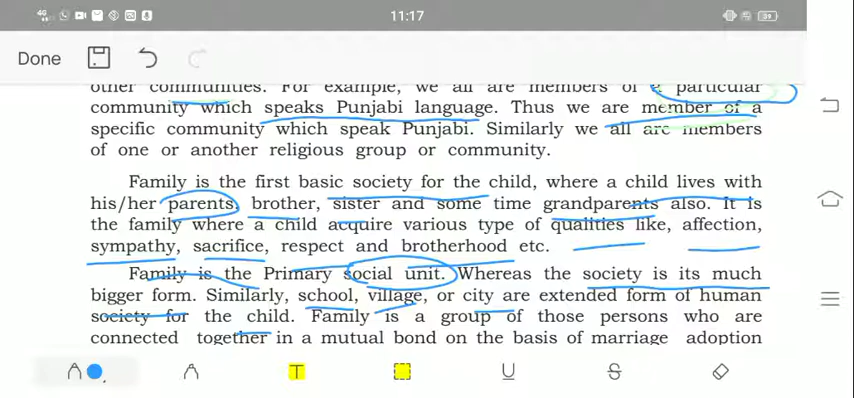 11:17
Done
other communities. For example, we all are members of a particular
community which speaks Punjabi language. Thus we are member of a
specific community which speak Punjabi. Similarly we all are members
of one or another religious group or community.
Family is the first basic society for the child, where a child lives with
his/her parents, brother, sister and some time grandparents also. It is
the family where a child acquire various type of qualities like, affection,
sympathy, sacrifice, respect and brotherhood etc.
Family is the Primary social unit. Whereas the society is its much
bigger form. Similarly, school, village, or city are extended form of human
society for the child. Family is a group of those persons who are
connected together in a mutual bond on the basis of marriage adoption
T
U
S